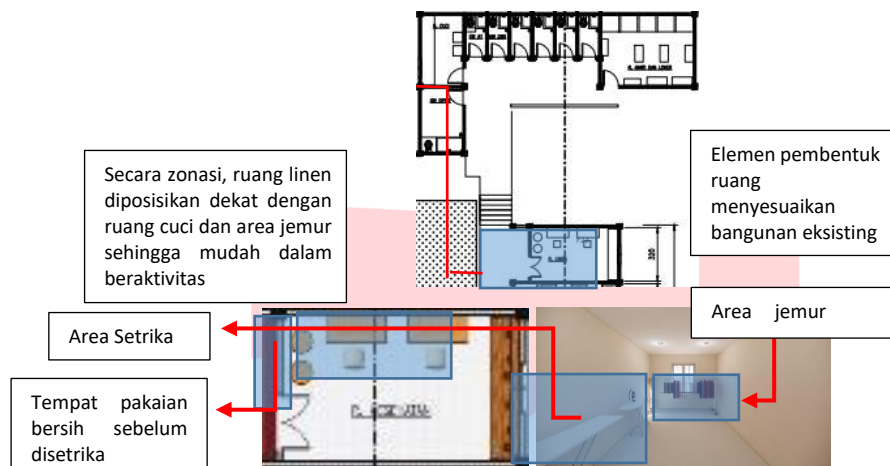 Secara zonasi, ruang linen
diposisikan dekat dengan
ruang cuci dan area jemur
sehingga mudah dalam
beraktivitas
Elemen pembentuk
ruang
menyesuaikan
bangunan eksisting
320
Area jemur
Area Setrika
Tempat pakaian
bersih sebelum
disetrika